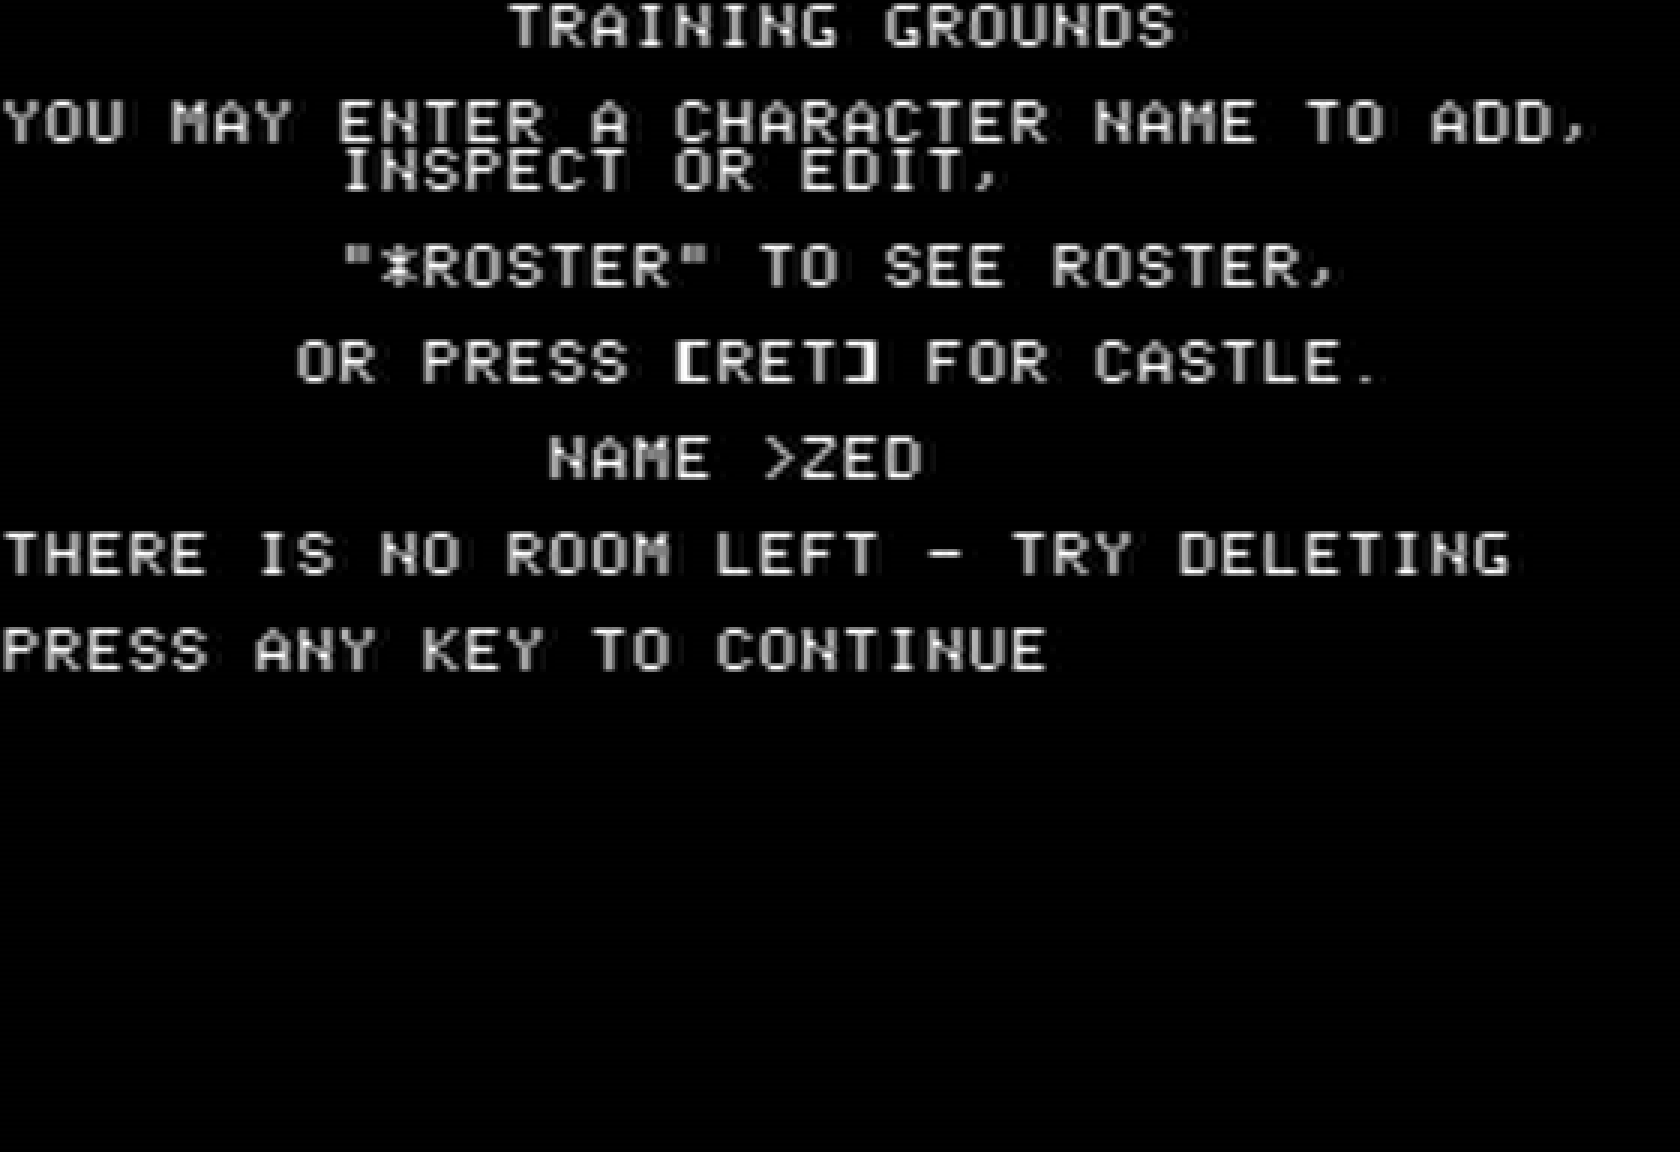 TRAINING GROUNDS
YOU MAY ENTER A CHARACTER NAME TO ADD,
INSPECT OR EDIT,
"*ROSTER" TO SEE ROSTER,
OR PRESS [RET] FOR CASTLE.
NAME >ZED
THERE IS NO ROOM LEFT - TRY DELETING
PRESS ANY KEY TO CONTINUE